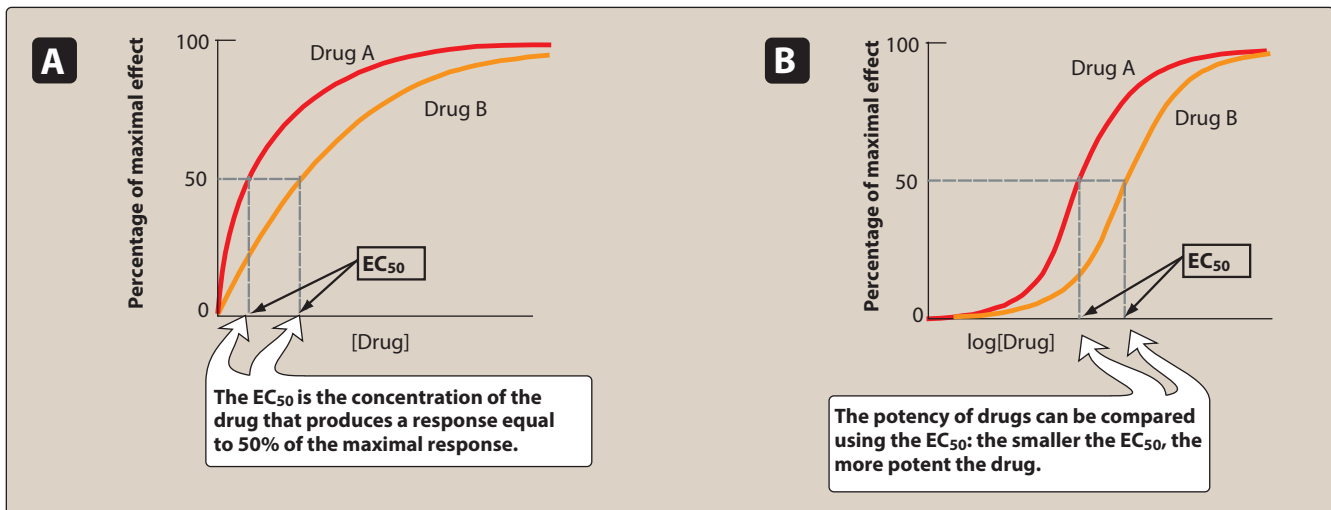 A
Percentage of maximal effect
100
50
0
Drug A
Drug B
EC50
[Drug]
The EC50 is the concentration of the
drug that produces a response equal
to 50% of the maximal response.
B
Percentage of maximal effect
100
50
0
Drug A
Drug B
EC50
log[Drug]
The potency of drugs can be compared
using the EC50: the smaller the EC50, the
more potent the drug.